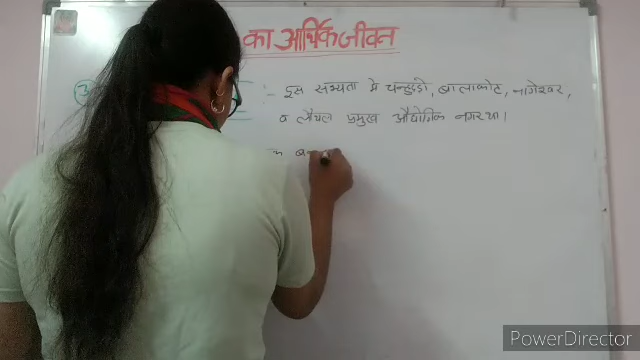 का आर्थिक जीवन
इस सभ्यता मे चन्हुदड़ो, बालाकोट, नागेश्वर,
व लोथल प्रमुख औद्योगिक नगर था।
PowerDirector